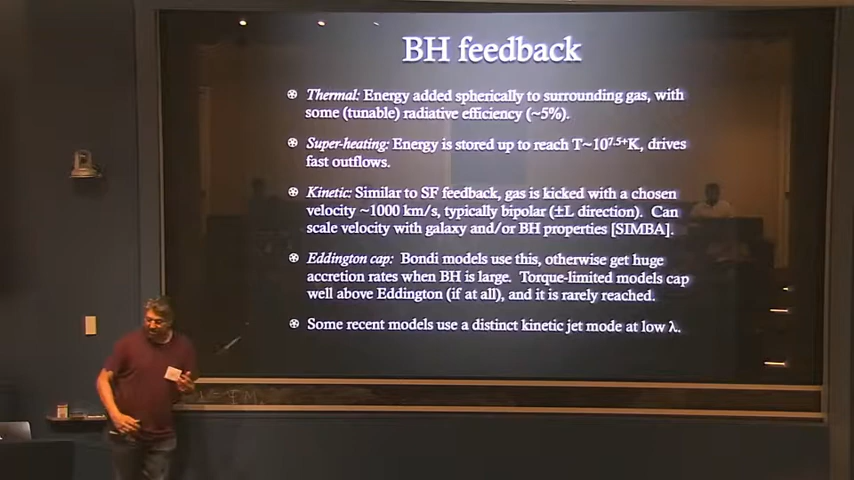 BH feedback
Thermal: Energy added spherically to surrounding gas, with
some (tunable) radiative efficiency (~5%).
Super-heating: Energy is stored up to reach T~10^7.5+K, drives
fast outflows.
Kinetic: Similar to SF feedback, gas is kicked with a chosen
velocity ~1000 km/s, typically bipolar (±L direction). Can
scale velocity with galaxy and/or BH properties [SIMBA].
Eddington cap: Bondi models use this, otherwise get huge
accretion rates when BH is large. Torque-limited models cap
well above Eddington (if at all), and it is rarely reached.
Some recent models use a distinct kinetic jet mode at low λ.